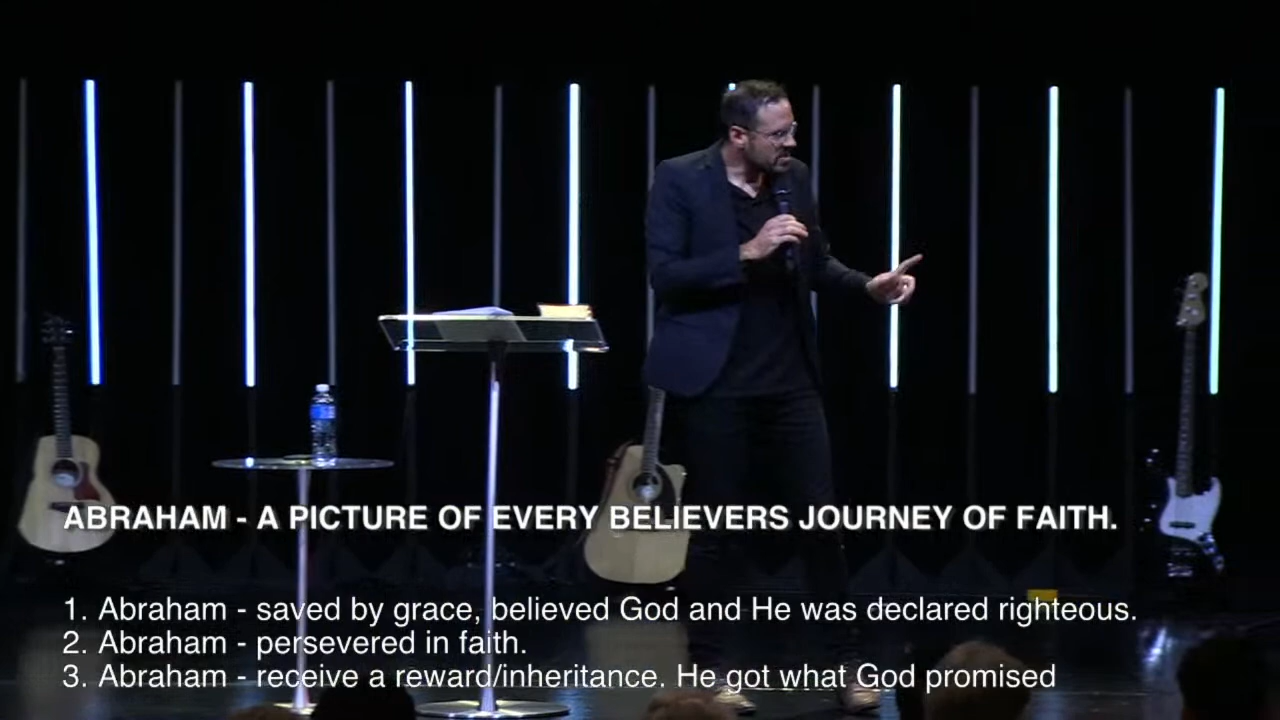 ABRAHAM - A PICTURE OF EVERY BELIEVERS JOURNEY OF FAITH.
1. Abraham - saved by grace, believed God and He was declared righteous.
2. Abraham - persevered in faith.
3. Abraham - receive a reward/inheritance. He got what God promised